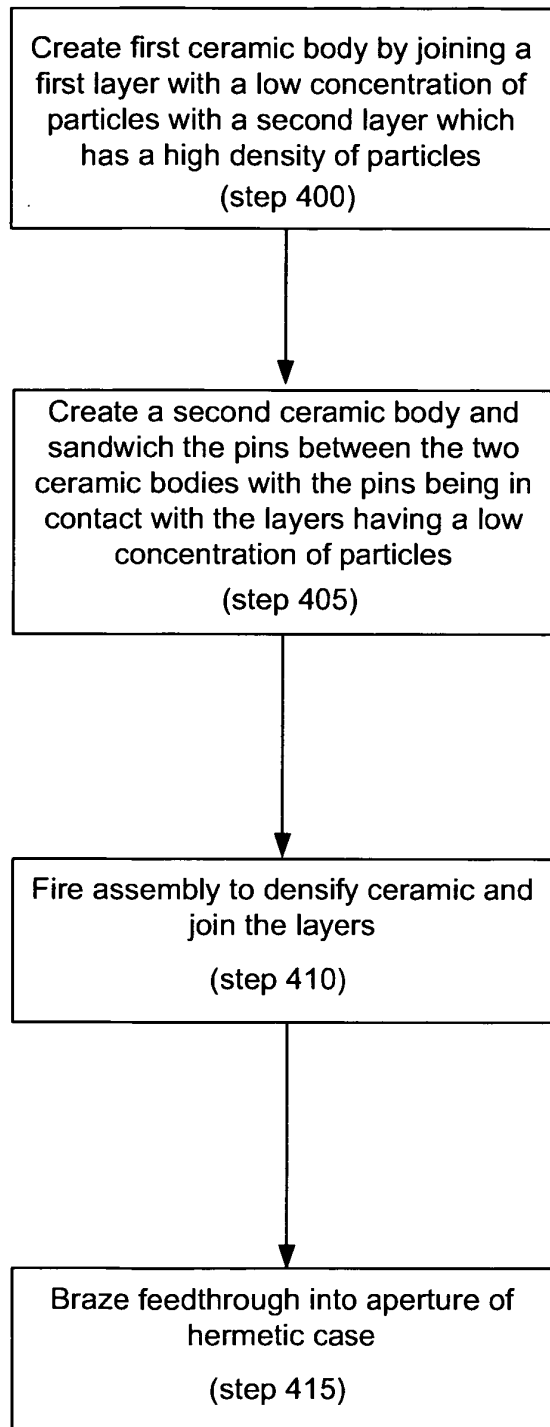 Create first ceramic body by joining a
first layer with a low concentration of
particles with a second layer which
has a high density of particles
(step 400)
Create a second ceramic body and
sandwich the pins between the two
ceramic bodies with the pins being in
contact with the layers having a low
concentration of particles
(step 405)
Fire assembly to densify ceramic and
join the layers
(step 410)
Braze feedthrough into aperture of
hermetic case
(step 415)